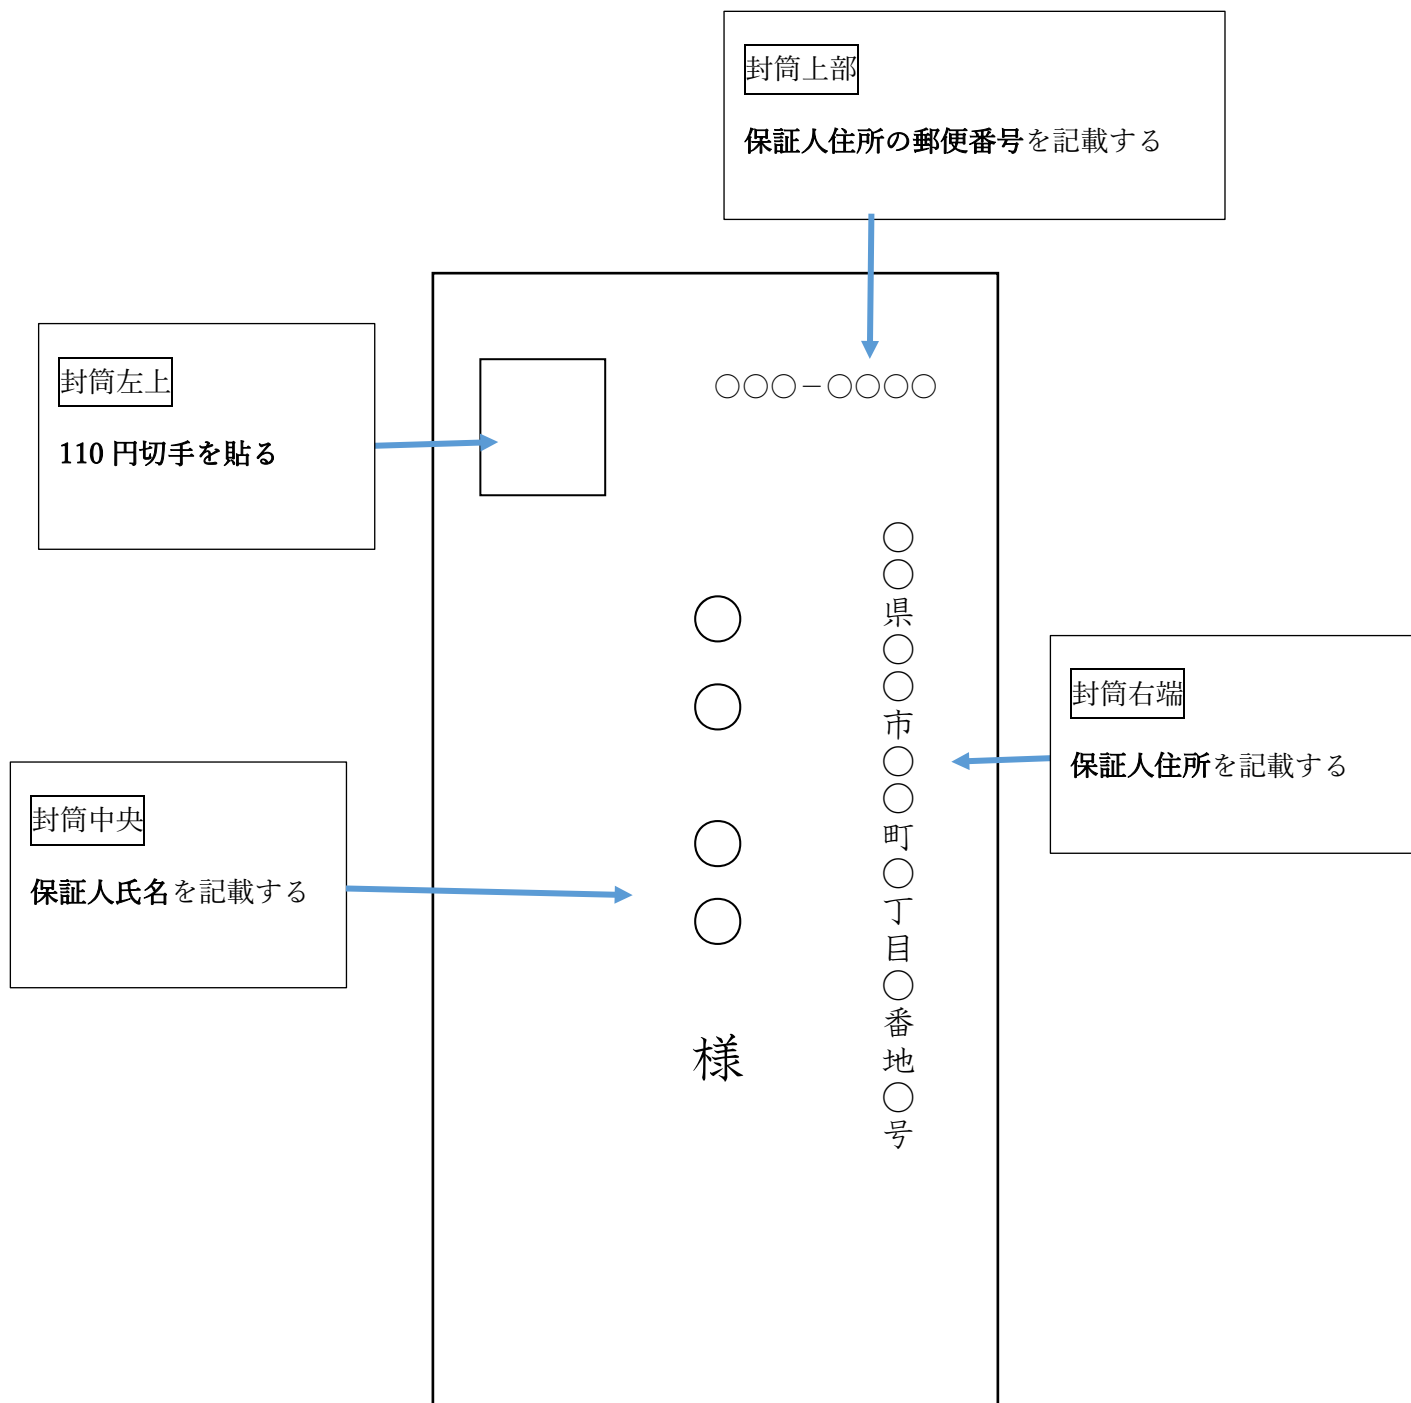 封筒上部
保証人住所の郵便番号を記載する
封筒左上
110 円切手を貼る
〇〇〇－〇〇〇〇
〇〇県〇〇市〇〇町〇丁目〇番地〇号
〇〇 〇〇 様
封筒右端
保証人住所を記載する
封筒中央
保証人氏名を記載する